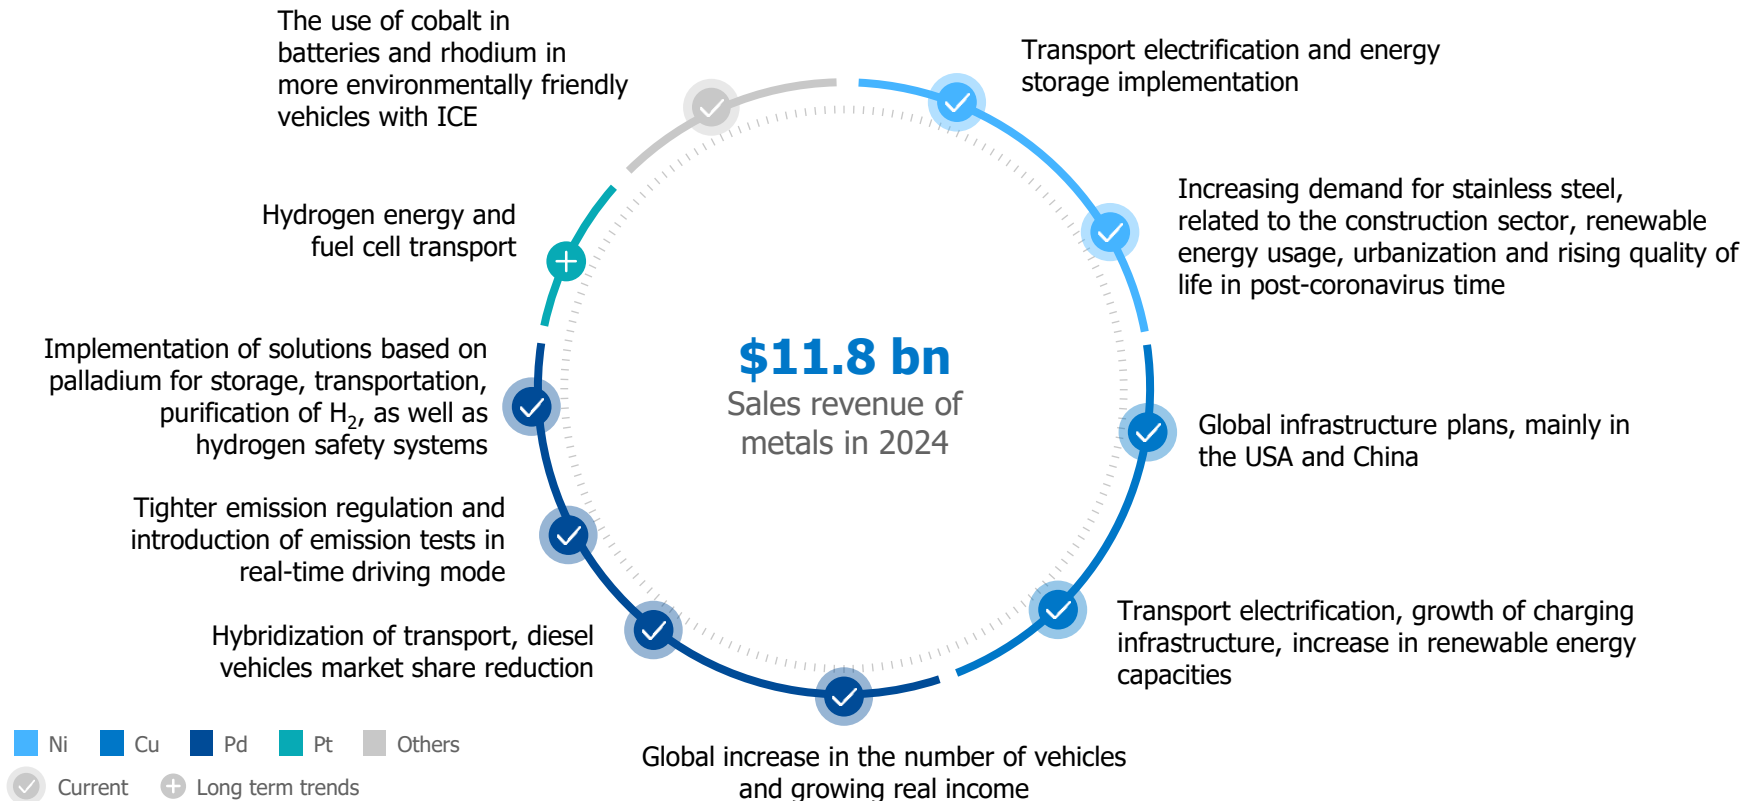 The use of cobalt in
batteries and rhodium in
more environmentally friendly
vehicles with ICE
Transport electrification and energy
storage implementation
Increasing demand for stainless steel,
related to the construction sector, renewable
energy usage, urbanization and rising quality of
life in post-coronavirus time
Hydrogen energy and
fuel cell transport
Implementation of solutions based on
palladium for storage, transportation,
purification of H₂, as well as
hydrogen safety systems
$11.8 bn
Sales revenue of
metals in 2024
Global infrastructure plans, mainly in
the USA and China
Tighter emission regulation and
introduction of emission tests in
real-time driving mode
Hybridization of transport, diesel
vehicles market share reduction
Transport electrification, growth of charging
infrastructure, increase in renewable energy
capacities
Global increase in the number of vehicles
and growing real income
Ni Cu Pd Pt Others
Current Long term trends